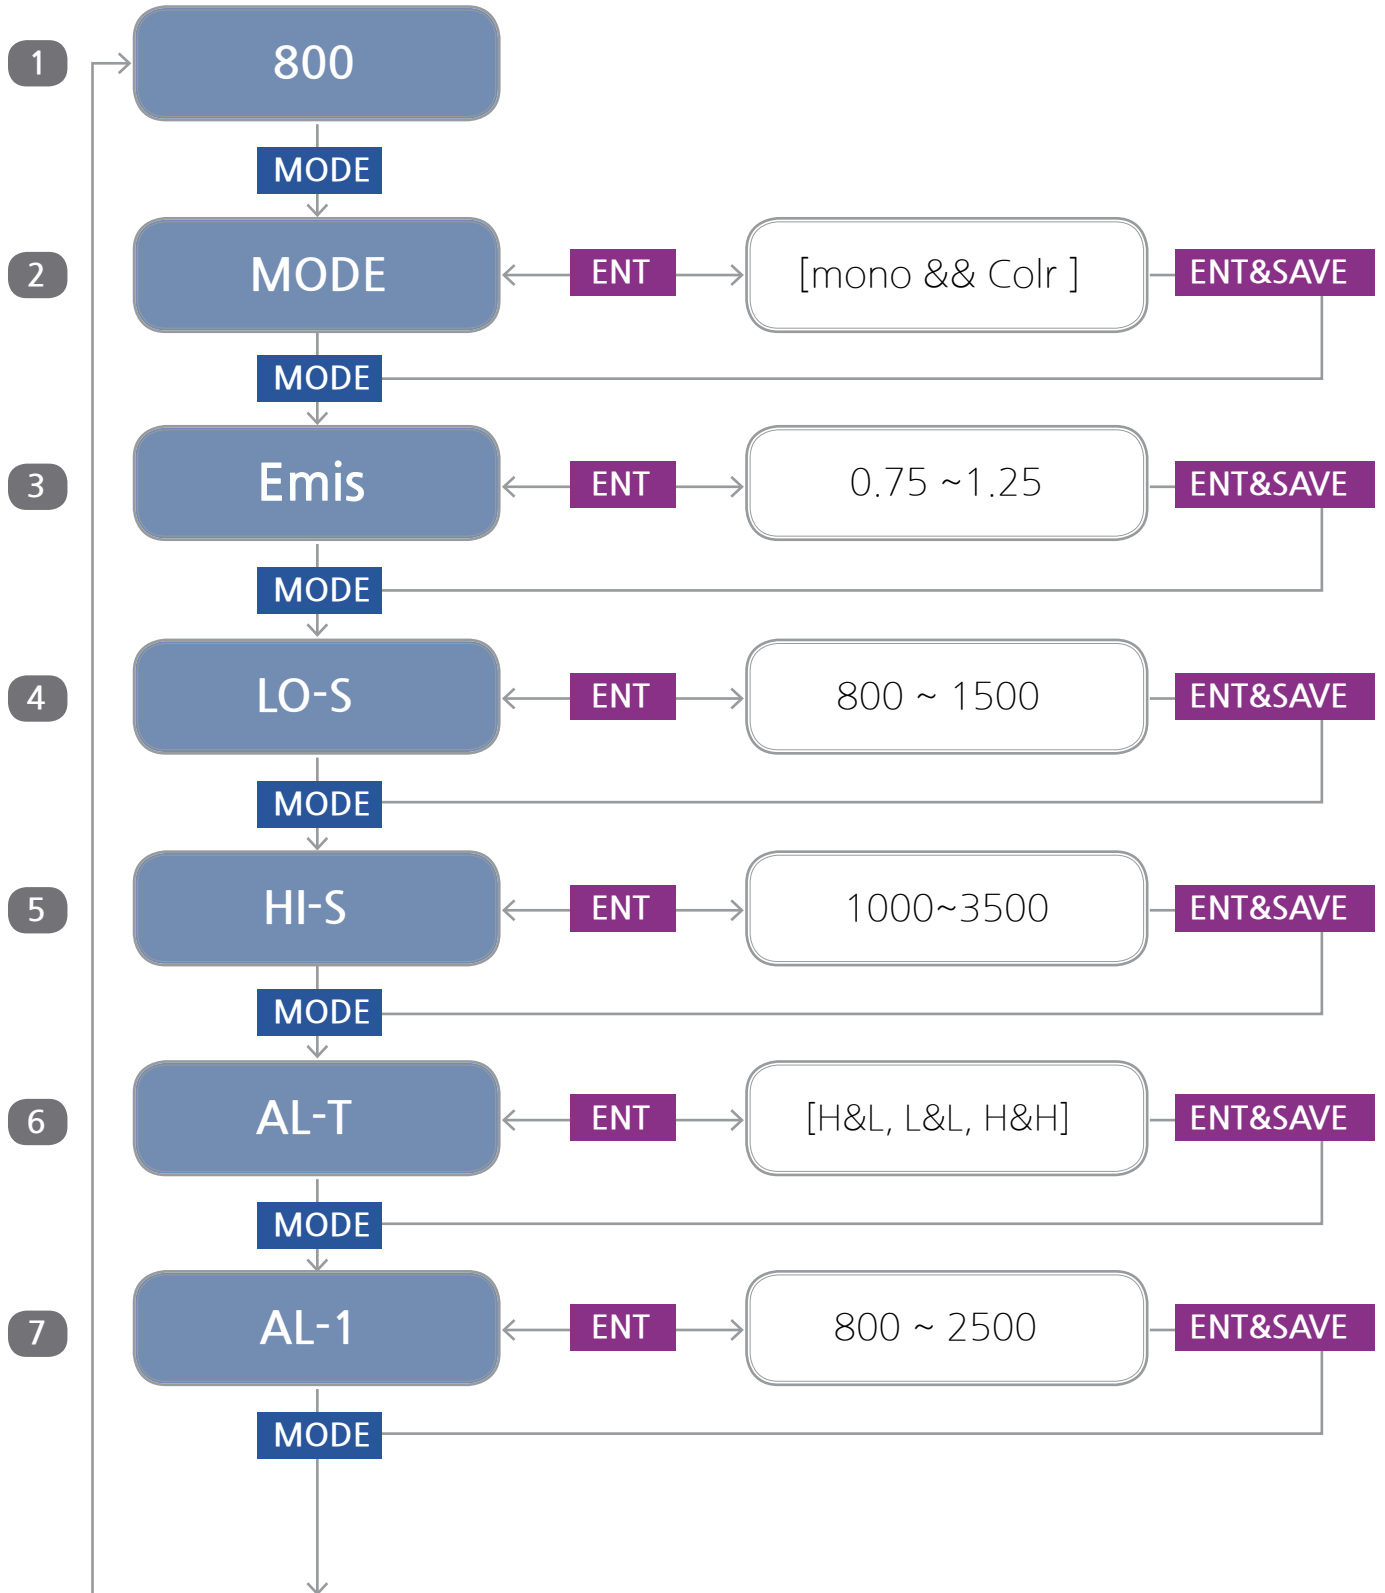 1
800
MODE
2
MODE
ENT
[mono && Colr ]
ENT&SAVE
MODE
3
Emis
ENT
0.75 ~1.25
ENT&SAVE
MODE
4
LO-S
ENT
800 ~ 1500
ENT&SAVE
MODE
5
HI-S
ENT
1000~3500
ENT&SAVE
MODE
6
AL-T
ENT
[H&L, L&L, H&H]
ENT&SAVE
MODE
7
AL-1
ENT
800 ~ 2500
ENT&SAVE
MODE